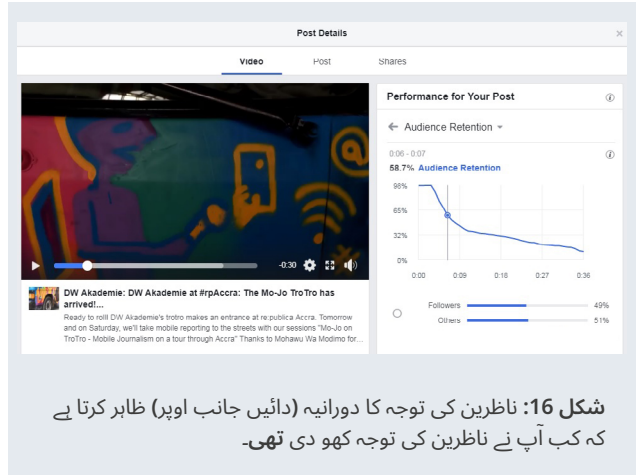 Post Details
Video Post Shares
-0:30
DW Akademie: DW Akademie at #rpAccra: The Mo-Jo TroTro has
arrived!...
Ready to roll! DW Akademie's trotro makes an entrance at re:publica Accra. Tomorrow
and on Saturday, we'll take mobile reporting to the streets with our sessions "Mo-Jo on
TroTro - Mobile Journalism on a tour through Accra" Thanks to Mohawu Wa Modimo for...
Performance for Your Post
Audience Retention
0:06 - 0:07
58.7% Audience Retention
98%
65%
32%
0%
0:00 0:09 0:18 0:27 0:36
Followers 49%
Others 51%
شکل 16: ناظرین کی توجہ کا دورانیہ (دائیں جانب اوپر) ظاہر کرتا ہے
کہ کب آپ نے ناظرین کی توجہ کھو دی تھی۔